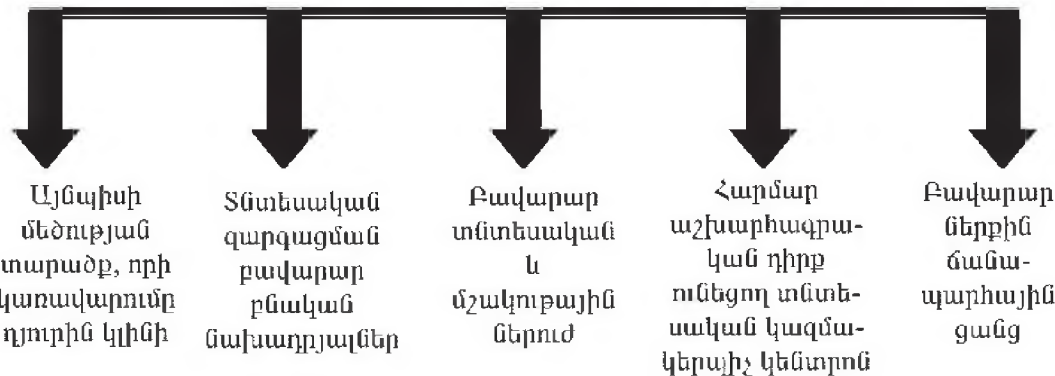 Այնպիսի
մեծության
տարածք, որի
կառավարումը
դյուրին կլինի
Տնտեսական
զարգացման
բավարար
բնական
նախադրյալներ
Բավարար
տնտեսական
և
մշակութային
ներուժ
Հարմար
աշխարհագրա-
կան դիրք
ունեցող տնտե-
սական կազմա-
կերպիչ կենտրոն
Բավարար
ներքին
ճանա-
պարհային
ցանց